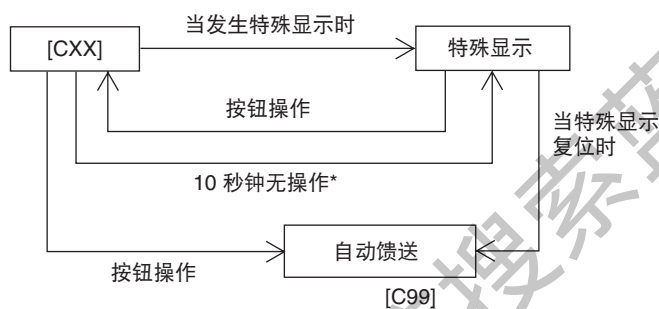 当发生特殊显示时
[CXX]
特殊显示
按钮操作
当特殊显示
复位时
10 秒钟无操作*
自动馈送
按钮操作
[C99]
搜索